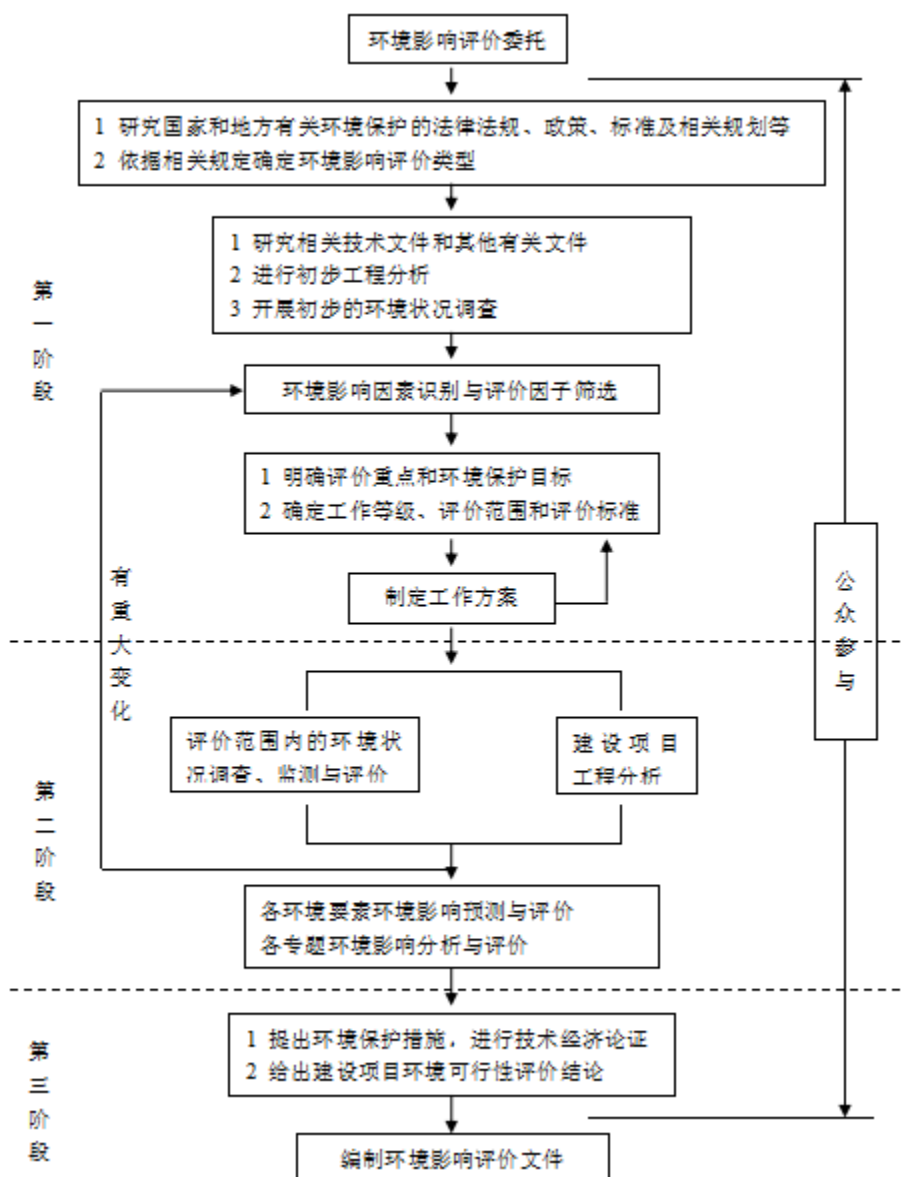 环境影响评价委托
1 研究国家和地方有关环境保护的法律法规、政策、标准及相关规划等
2 依据相关规定确定环境影响评价类型
1 研究相关技术文件和其他有关文件
2 进行初步工程分析
3 开展初步的环境状况调查
第一阶段
环境影响因素识别与评价因子筛选
1 明确评价重点和环境保护目标
2 确定工作等级、评价范围和评价标准
制定工作方案
有重大变化
公众参与
评价范围内的环境状
况调查、监测与评价
建设项目
工程分析
第二阶段
各环境要素环境影响预测与评价
各专题环境影响分析与评价
1 提出环境保护措施，进行技术经济论证
2 给出建设项目环境可行性评价结论
第三阶段
编制环境影响评价文件